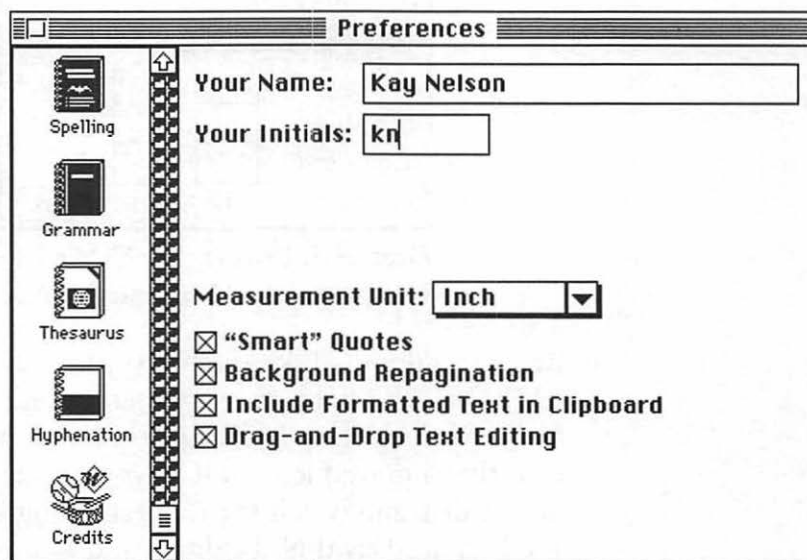 Preferences
Spelling
Grammar
Thesaurus
Hyphenation
Credits
Your Name: Kay Nelson
Your Initials: kn
Measurement Unit: Inch
“Smart” Quotes
Background Repagination
Include Formatted Text in Clipboard
Drag-and-Drop Text Editing